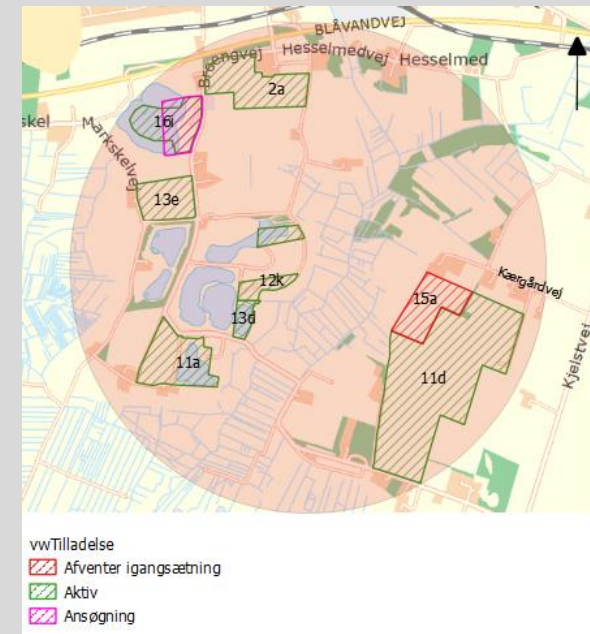 BLÅVANDVEJ
Broengvej
Hesselmedvej
Hesselmed
2a
skel
Markskelvej
16i
13e
12k
Kærgårdvej
15a
13d
11a
11d
Kjelstvej
vwTilladelse
Afventer igangsætning
Aktiv
Ansøgning